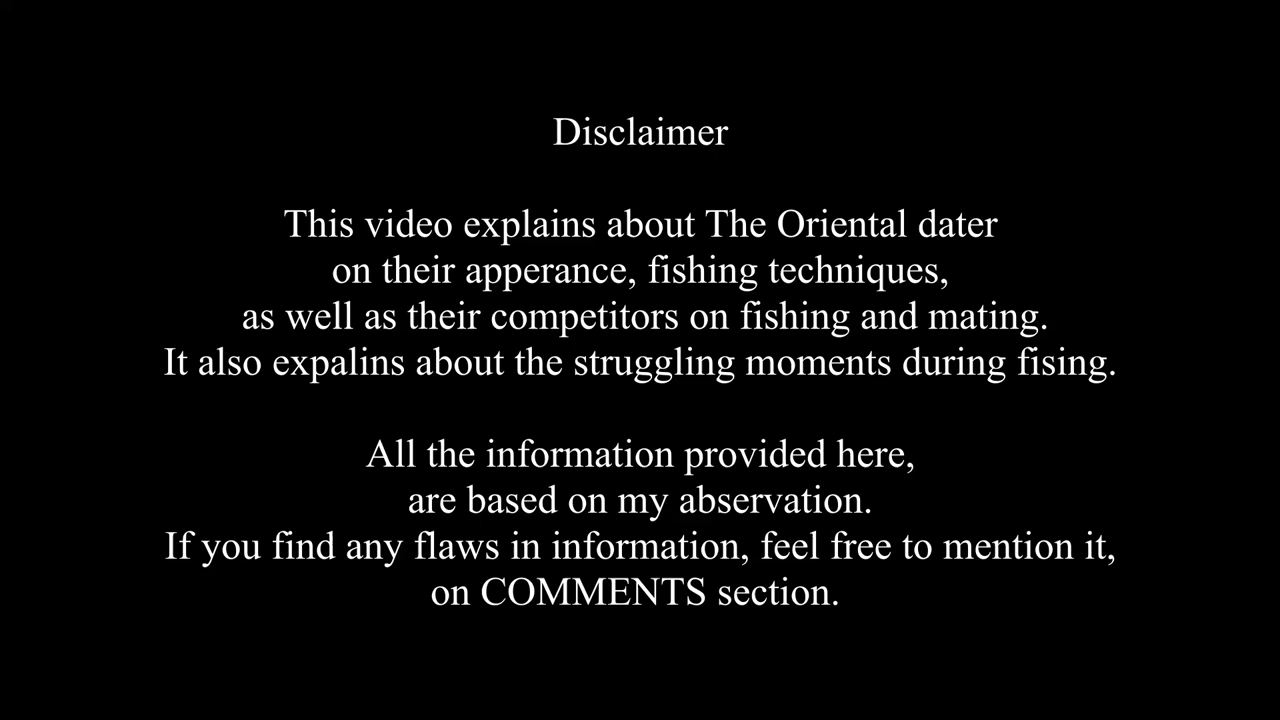 Disclaimer
This video explains about The Oriental dater
on their apperance, fishing techniques,
as well as their competitors on fishing and mating.
It also expalins about the struggling moments during fising.
All the information provided here,
are based on my abservation.
If you find any flaws in information, feel free to mention it,
on COMMENTS section.